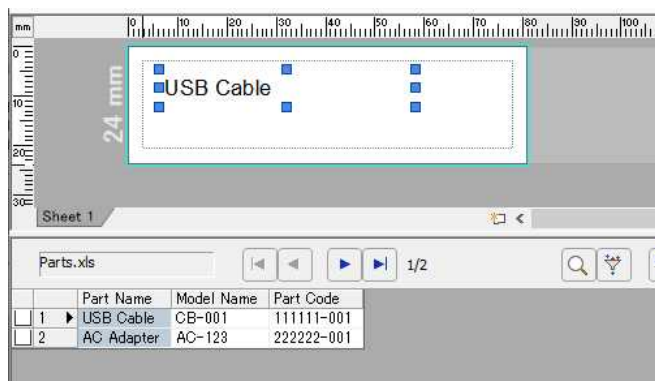 mm
0 10 20 30 40 50 60 70 80 90 100
0
10
20
30
24 mm
USB Cable
Sheet 1
Parts.xls
1/2
Part Name Model Name Part Code
1 USB Cable CB-001 111111-001
2 AC Adapter AC-123 222222-001